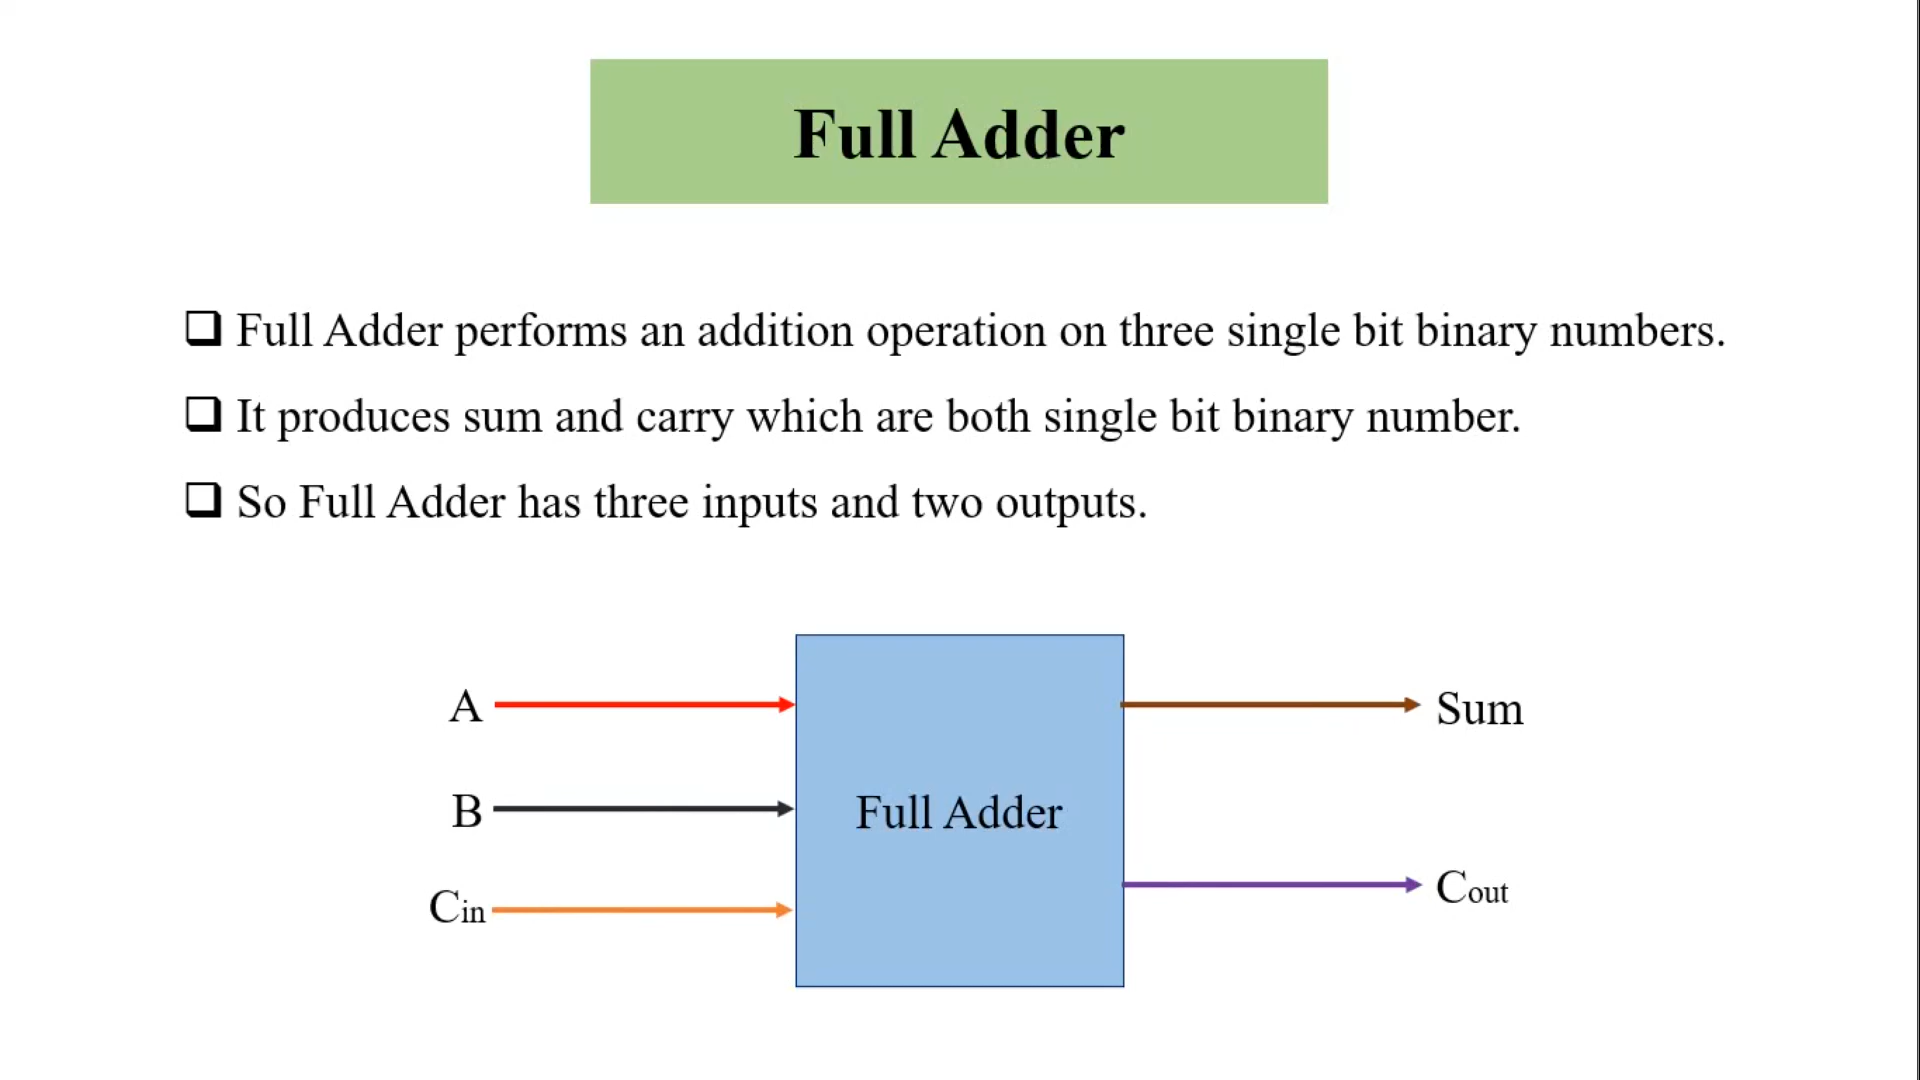 Full Adder
❑ Full Adder performs an addition operation on three single bit binary numbers.
❑ It produces sum and carry which are both single bit binary number.
❑ So Full Adder has three inputs and two outputs.
A
Sum
B
Full Adder
Cin
Cout